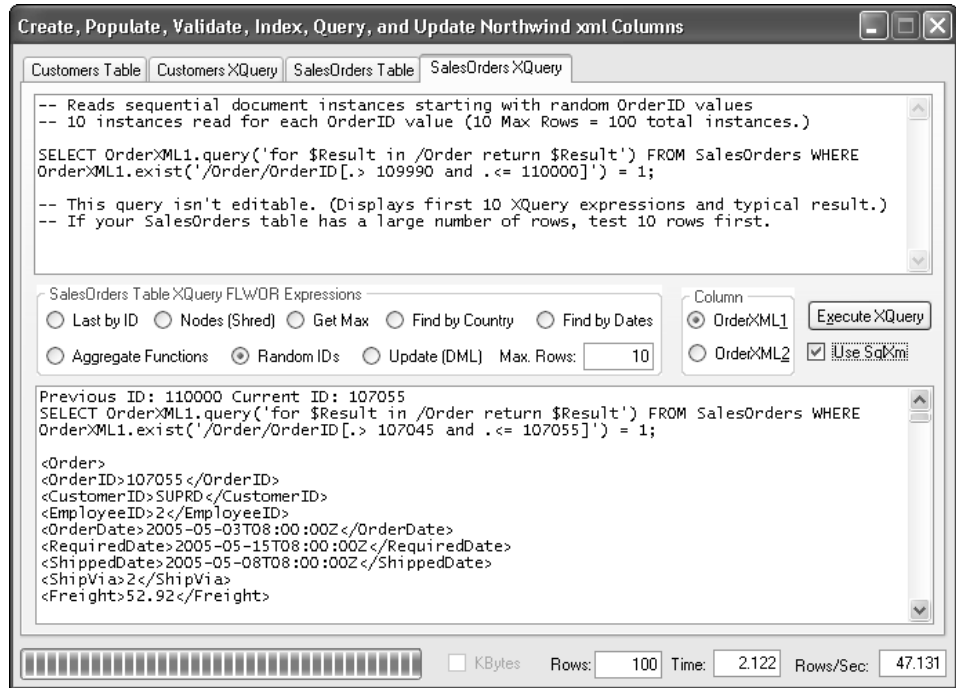 Create, Populate, Validate, Index, Query, and Update Northwind xml Columns
Customers Table Customers XQuery SalesOrders Table SalesOrders XQuery
-- Reads sequential document instances starting with random OrderID values
-- 10 instances read for each OrderID value (10 Max Rows = 100 total instances.)
SELECT OrderXML1.query('for $Result in /Order return $Result') FROM SalesOrders WHERE
OrderXML1.exist('/Order/OrderID[.> 109990 and .<= 110000]') = 1;
-- This query isn't editable. (Displays first 10 XQuery expressions and typical result.)
-- If your SalesOrders table has a large number of rows, test 10 rows first.
SalesOrders Table XQuery FLWOR Expressions
Last by ID Nodes (Shred) Get Max Find by Country Find by Dates
Aggregate Functions Random IDs Update (DML) Max. Rows: 10
Column
OrderXML1
OrderXML2
Execute XQuery
Use SqlXml
Previous ID: 110000 Current ID: 107055
SELECT OrderXML1.query('for $Result in /Order return $Result') FROM SalesOrders WHERE
OrderXML1.exist('/Order/OrderID[.> 107045 and .<= 107055]') = 1;
<Order>
<OrderID>107055</OrderID>
<CustomerID>SUPRD</CustomerID>
<EmployeeID>2</EmployeeID>
<OrderDate>2005-05-03T08:00:00Z</OrderDate>
<RequiredDate>2005-05-15T08:00:00Z</RequiredDate>
<ShippedDate>2005-05-08T08:00:00Z</ShippedDate>
<ShipVia>2</ShipVia>
<Freight>52.92</Freight>
KBytes Rows: 100 Time: 2.122 Rows/Sec: 47.131